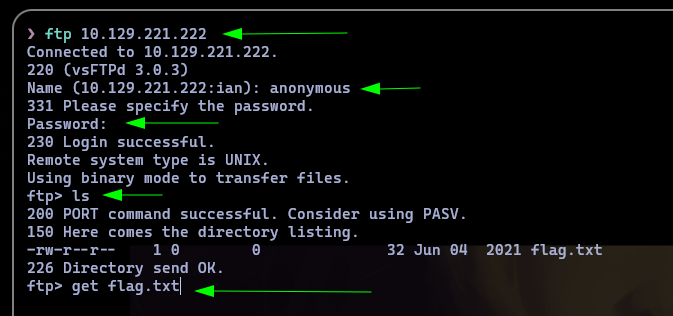 ❯ ftp 10.129.221.222
Connected to 10.129.221.222.
220 (vsFTPd 3.0.3)
Name (10.129.221.222:ian): anonymous
331 Please specify the password.
Password:
230 Login successful.
Remote system type is UNIX.
Using binary mode to transfer files.
ftp> ls
200 PORT command successful. Consider using PASV.
150 Here comes the directory listing.
-rw-r--r--    1 0        0              32 Jun 04  2021 flag.txt
226 Directory send OK.
ftp> get flag.txt